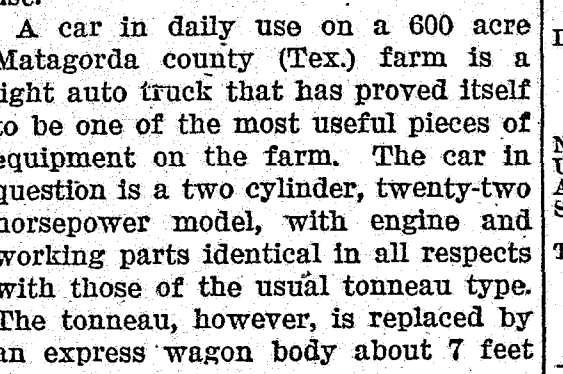 A car in daily use on a 600 acre
Matagorda county (Tex.) farm is a
light auto truck that has proved itself
to be one of the most useful pieces of
equipment on the farm. The car in
question is a two cylinder, twenty-two
horsepower model, with engine and
working parts identical in all respects
with those of the usual tonneau type.
The tonneau, however, is replaced by
an express wagon body about 7 feet